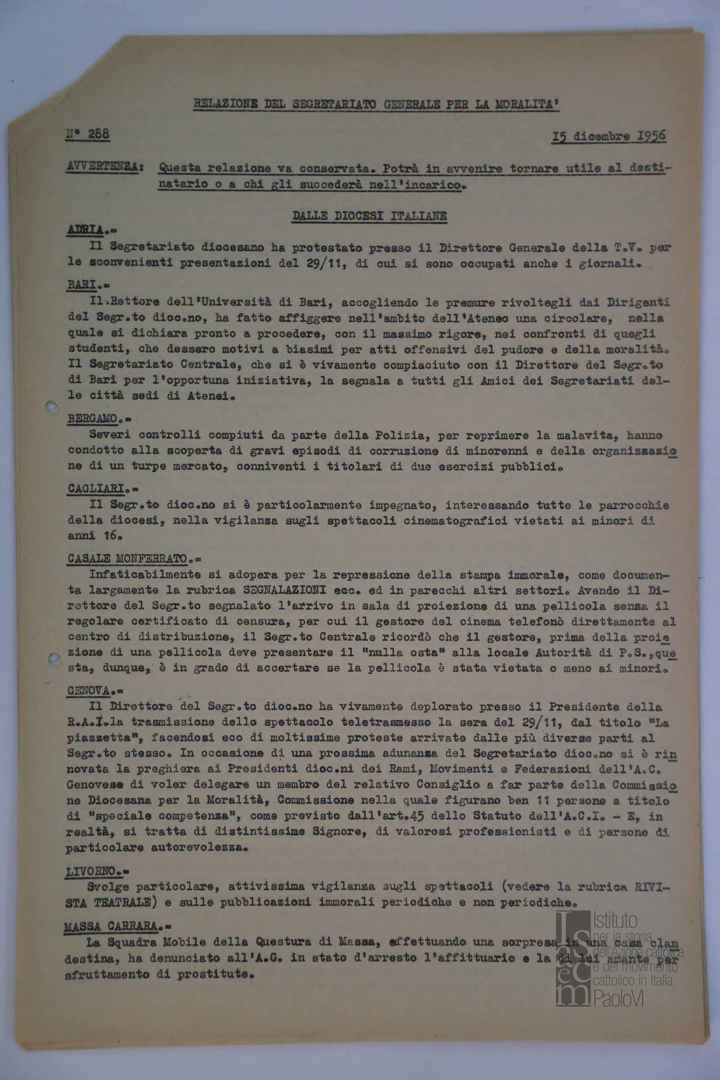 RELAZIONE DEL SEGRETARIATO GENERALE PER LA MORALITA'
N° 288
15 dicembre 1956
AVVERTENZA: Questa relazione va conservata. Potrà in avvenire tornare utile al desti-
natario o a chi gli succederà nell'incarico.
DALLE DIOCESI ITALIANE
ADRIA.=
Il Segretariato diocesano ha protestato presso il Direttore Generale della T.V. per
le sconvenienti presentazioni del 29/11, di cui si sono occupati anche i giornali.
BARI.=
Il Rettore dell'Università di Bari, accogliendo le premure rivoltegli dai Dirigenti
del Segr.to dioc.no, ha fatto affiggere nell'ambito dell'Ateneo una circolare, nella
quale si dichiara pronto a procedere, con il massimo rigore, nei confronti di quegli
studenti, che dessero motivi a biasimi per atti offensivi del pudore e della moralità.
Il Segretariato Centrale, che si è vivamente compiaciuto con il Direttore del Segr.to
di Bari per l'opportuna iniziativa, la segnala a tutti gli Amici dei Segretariati del-
le città sedi di Atenei.
BERGAMO.=
Severi controlli compiuti da parte della Polizia, per reprimere la malavita, hanno
condotto alla scoperta di gravi episodi di corruzione di minorenni e della organizzazio
ne di un turpe mercato, conniventi i titolari di due esercizi pubblici.
CAGLIARI.=
Il Segr.to dioc.no si è particolarmente impegnato, interessando tutte le parrocchie
della diocesi, nella vigilanza sugli spettacoli cinematografici vietati ai minori di
anni 16.
CASALE MONFERRATO.=
Infaticabilmente si adopera per la repressione della stampa immorale, come documen-
ta largamente la rubrica SEGNALAZIONI ecc. ed in parecchi altri settori. Avendo il Di-
rettore del Segr.to segnalato l'arrivo in sala di proiezione di una pellicola senza il
regolare certificato di censura, per cui il gestore del cinema telefonò direttamente al
centro di distribuzione, il Segr.to Centrale ricordò che il gestore, prima della proie
zione di una pellicola deve presentare il "nulla osta" alla locale Autorità di P.S.,que
sta, dunque, è in grado di accertare se la pellicola è stata vietata o meno ai minori.
GENOVA.=
Il Direttore del Segr.to dioc.no ha vivamente deplorato presso il Presidente della
R.A.I.la trasmissione dello spettacolo teletrasmesso la sera del 29/11, dal titolo "La
piazzetta", facendosi eco di moltissime proteste arrivate dalle più diverse parti al
Segr.to stesso. In occasione di una prossima adunanza del Segretariato dioc.no si è rin
novata la preghiera ai Presidenti dioc.ni dei Rami, Movimenti e Federazioni dell'A.C.
Genovese di voler delegare un membro del relativo Consiglio a far parte della Commissio
ne Diocesana per la Moralità, Commissione nella quale figurano ben 11 persone a titolo
di "speciale competenza", come previsto dall'art.45 dello Statuto dell'A.C.I. - E, in
realtà, si tratta di distintissime Signore, di valorosi professionisti e di persone di
particolare autorevolezza.
LIVORNO.=
Svolge particolare, attivissima vigilanza sugli spettacoli (vedere la rubrica RIVI-
STA TEATRALE) e sulle pubblicazioni immorali periodiche e non periodiche.
MASSA CARRARA.=
La Squadra Mobile della Questura di Massa, effettuando una sorpresa in una casa clan
destina, ha denunciato all'A.G. in stato d'arresto l'affittuario e la di lui amante per
sfruttamento di prostitute.
Isacem
Istituto
per la storia
dell'Azione cattolica
e del movimento
cattolico in Italia
PaoloVI